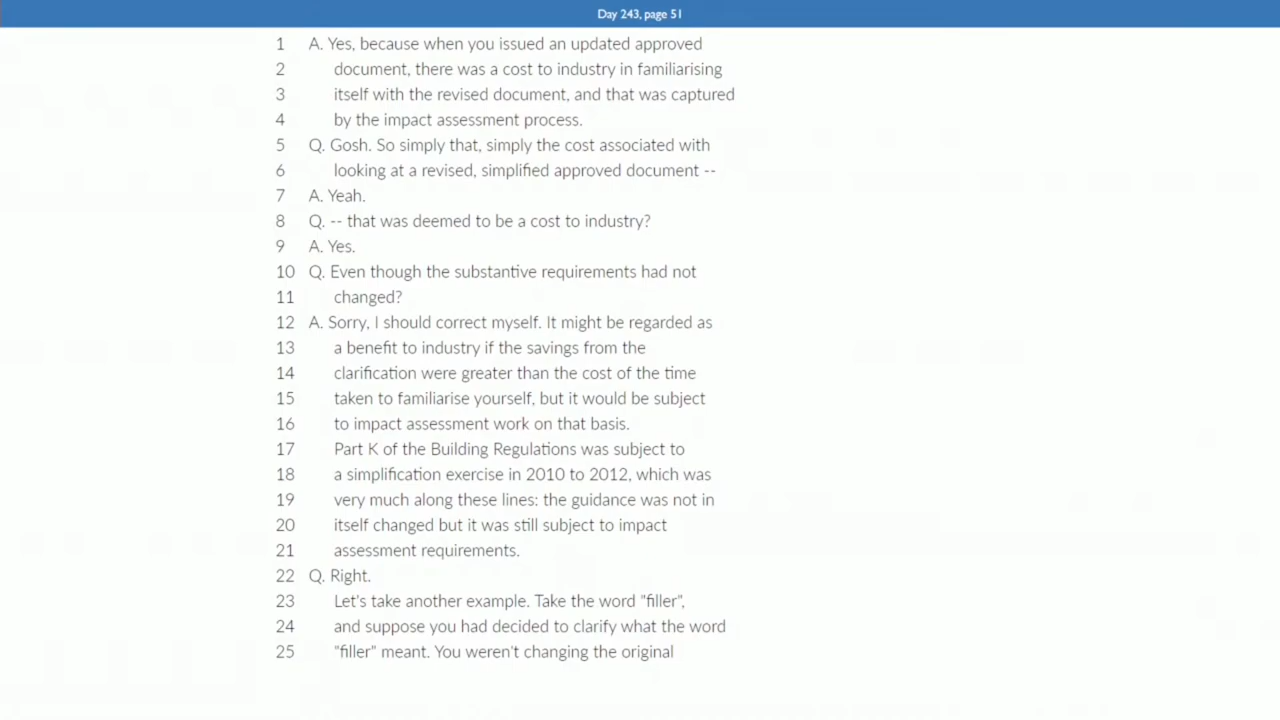 Day 243, page 51
1 A. Yes, because when you issued an updated approved
2 document, there was a cost to industry in familiarising
3 itself with the revised document, and that was captured
4 by the impact assessment process.
5 Q. Gosh. So simply that, simply the cost associated with
6 looking at a revised, simplified approved document --
7 A. Yeah.
8 Q. -- that was deemed to be a cost to industry?
9 A. Yes.
10 Q. Even though the substantive requirements had not
11 changed?
12 A. Sorry, I should correct myself. It might be regarded as
13 a benefit to industry if the savings from the
14 clarification were greater than the cost of the time
15 taken to familiarise yourself, but it would be subject
16 to impact assessment work on that basis.
17 Part K of the Building Regulations was subject to
18 a simplification exercise in 2010 to 2012, which was
19 very much along these lines: the guidance was not in
20 itself changed but it was still subject to impact
21 assessment requirements.
22 Q. Right.
23 Let's take another example. Take the word "filler",
24 and suppose you had decided to clarify what the word
25 "filler" meant. You weren't changing the original